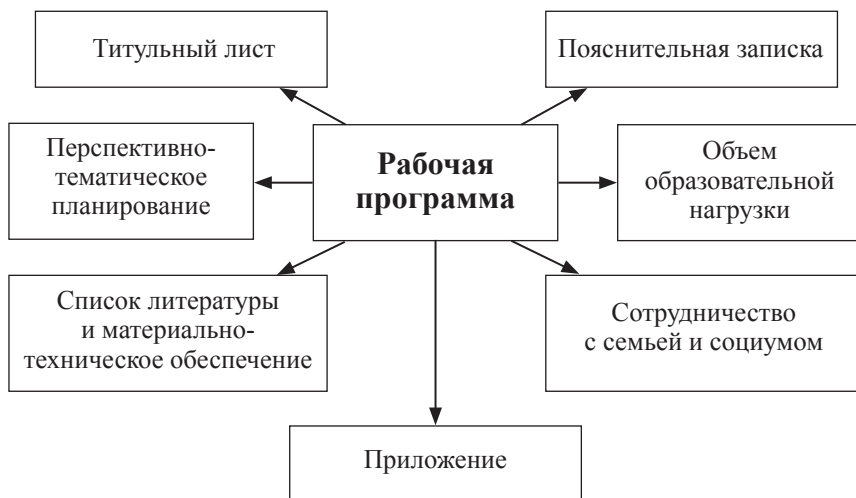 Титульный лист
Пояснительная записка
Перспективно-
тематическое
планирование
Рабочая
программа
Объем
образовательной
нагрузки
Список литературы
и материально-
техническое обеспечение
Сотрудничество
с семьей и социумом
Приложение